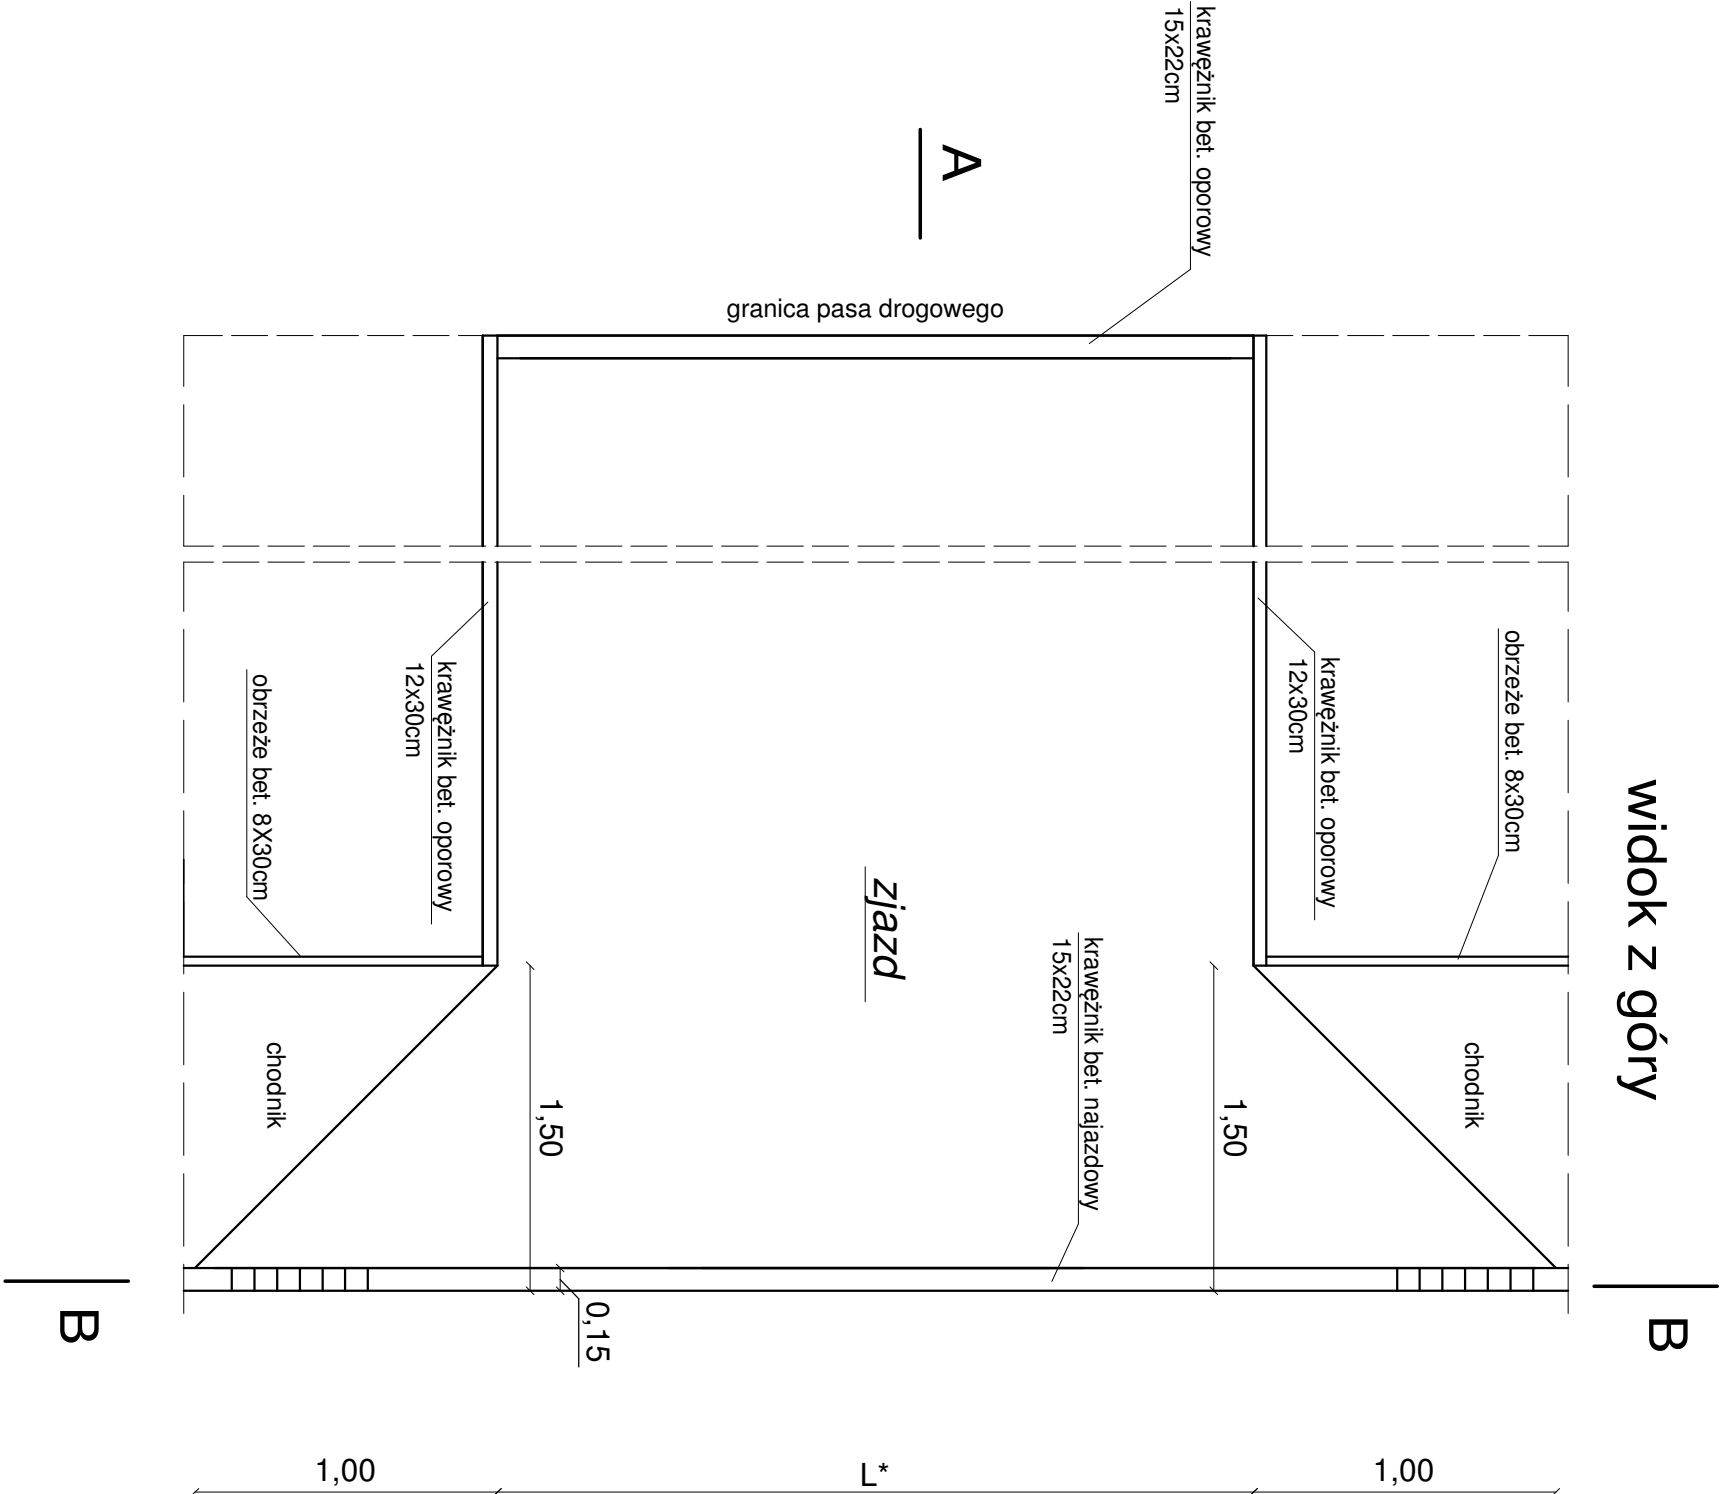 widok z góry
krawężnik bet. oporowy
15x22cm
A
granica pasa drogowego
obrzeże bet. 8x30cm
krawężnik bet. oporowy
12x30cm
krawężnik bet. oporowy
12x30cm
obrzeże bet. 8X30cm
zjazd
krawężnik bet. najazdowy
15x22cm
chodnik
chodnik
1,50
1,50
0,15
B
B
1,00
L*
1,00